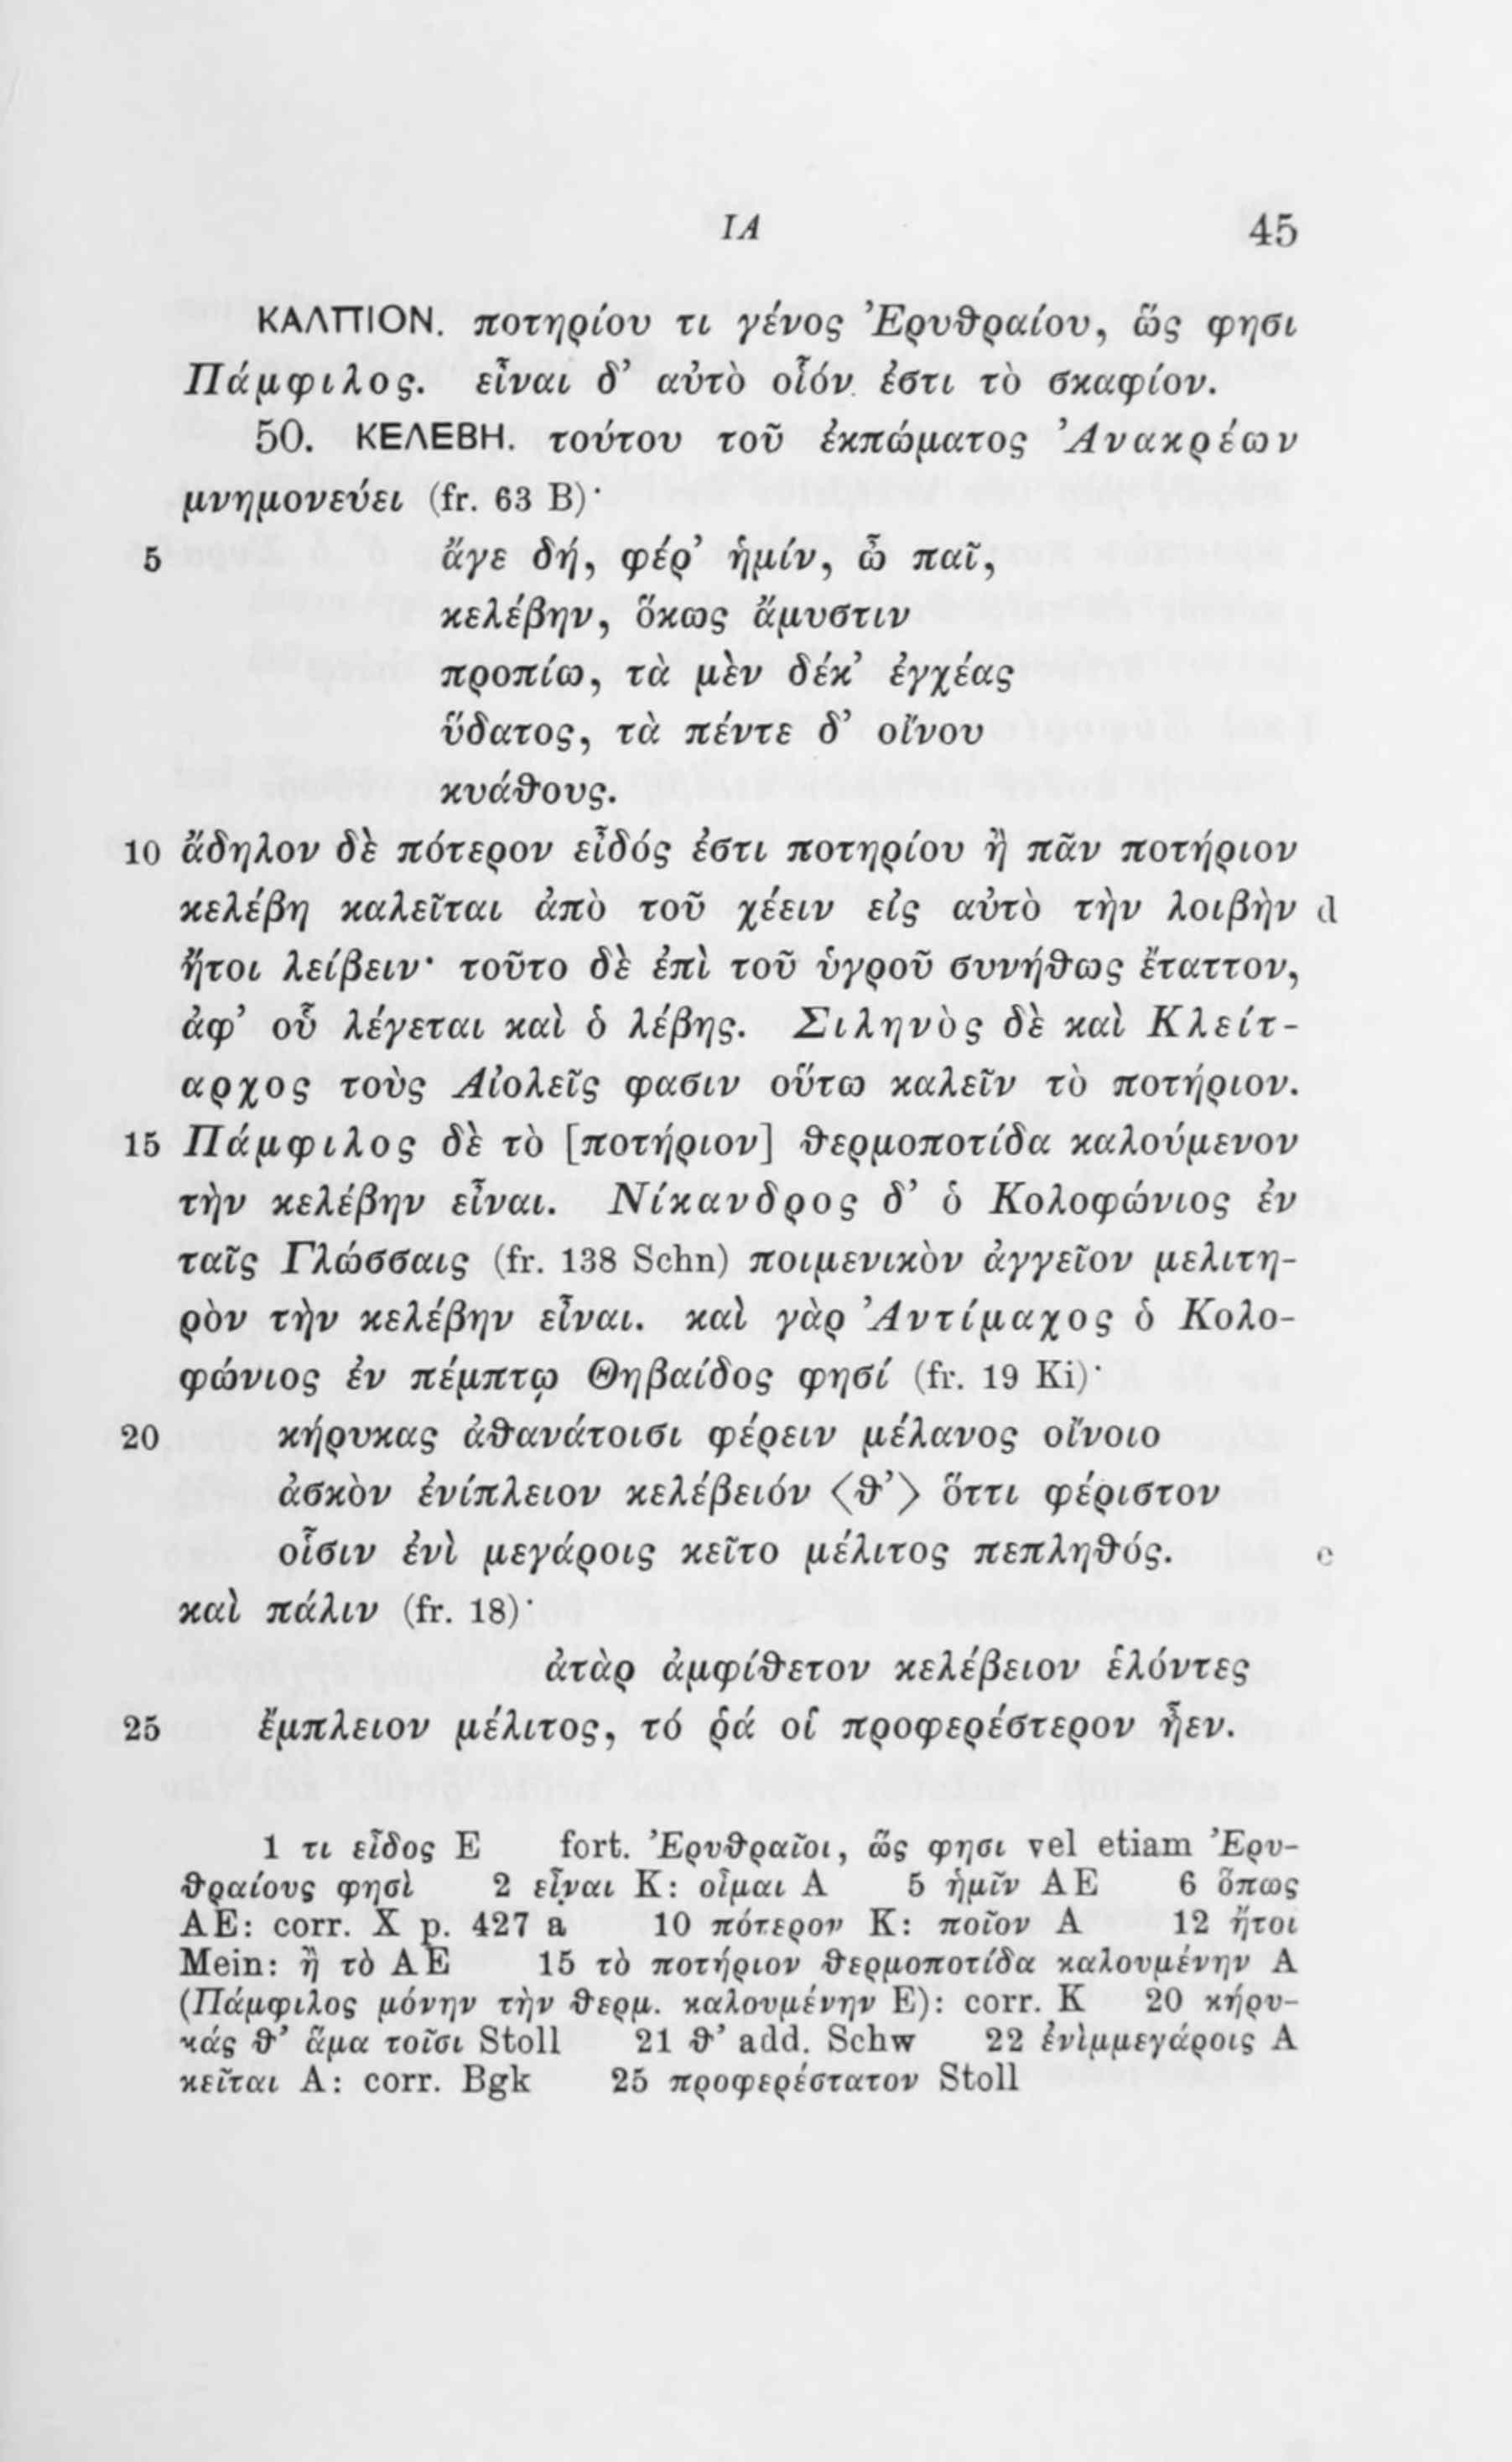 ΙΑ 45
ΚΑΛΠΙΟΝ. ποτηρίου τι γένος Ἐρυθραίου, ὥς φησι
Πάμφιλος. εἶναι δ’ αὐτὸ οἷόν ἐστι τὸ σκαφίον.
50. ΚΕΛΕΒΗ. τούτου τοῦ ἐκπώματος Ἀνακρέων
μνημονεύει (fr. 63 B)·
5 ἄγε δή, φέρ’ ἡμίν, ὦ παῖ,
κελέβην, ὅκως ἄμυστιν
προπίω, τὰ μὲν δέκ’ ἐγχέας
ὕδατος, τὰ πέντε δ’ οἴνου
κυάθους.
10 ἄδηλον δὲ πότερον εἶδός ἐστι ποτηρίου ἢ πᾶν ποτήριον
κελέβη καλεῖται ἀπὸ τοῦ χέειν εἰς αὐτὸ τὴν λοιβὴν d
ἤτοι λείβειν· τοῦτο δὲ ἐπὶ τοῦ ὑγροῦ συνήθως ἔταττον,
ἀφ’ οὗ λέγεται καὶ ὁ λέβης. Σιληνὸς δὲ καὶ Κλείτ-
αρχος τοὺς Αἰολεῖς φασιν οὕτω καλεῖν τὸ ποτήριον.
15 Πάμφιλος δὲ τὸ [ποτήριον] θερμοποτίδα καλούμενον
τὴν κελέβην εἶναι. Νίκανδρος δ’ ὁ Κολοφώνιος ἐν
ταῖς Γλώσσαις (fr. 138 Schn) ποιμενικὸν ἀγγεῖον μελιτη-
ρὸν τὴν κελέβην εἶναι. καὶ γὰρ Ἀντίμαχος ὁ Κολο-
φώνιος ἐν πέμπτῳ Θηβαίδος φησί (fr. 19 Ki)·
20 κήρυκας ἀθανάτοισι φέρειν μέλανος οἴνοιο
ἀσκὸν ἐνίπλειον κελέβειόν 〈θ’〉 ὅττι φέριστον
οἷσιν ἐνὶ μεγάροις κεῖτο μέλιτος πεπληθός. e
καὶ πάλιν (fr. 18)·
ἀτὰρ ἀμφίθετον κελέβειον ἑλόντες
25 ἔμπλειον μέλιτος, τό ῥά οἱ προφερέστερον ἦεν.
1 τι εἶδος E fort. Ἐρυθραῖοι, ὥς φησι vel etiam Ἐρυ-
θραίους φησὶ 2 εἶναι K: οἶμαι A 5 ἡμῖν AE 6 ὅπως
AE: corr. X p. 427 a 10 πότερον K: ποῖον A 12 ἤτοι
Mein: ἢ τὸ AE 15 τὸ ποτήριον θερμοποτίδα καλουμένην A
(Πάμφιλος μόνην τὴν θερμ. καλουμένην E): corr. K 20 κήρυ-
κάς θ’ ἅμα τοῖσι Stoll 21 θ’ add. Schw 22 ἐνὶμμεγάροις A
κεῖται A: corr. Bgk 25 προφερέστατον Stoll